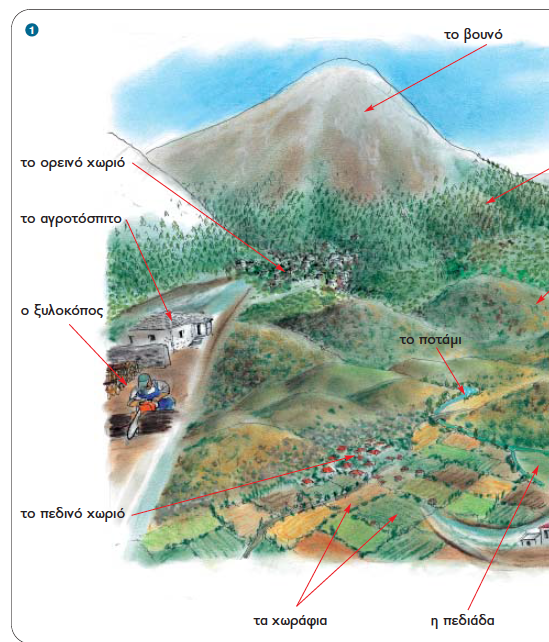 1
το βουνό
το ορεινό χωριό
το αγροτόσπιτο
ο ξυλοκόπος
το ποτάμι
το πεδινό χωριό
τα χωράφια
η πεδιάδα